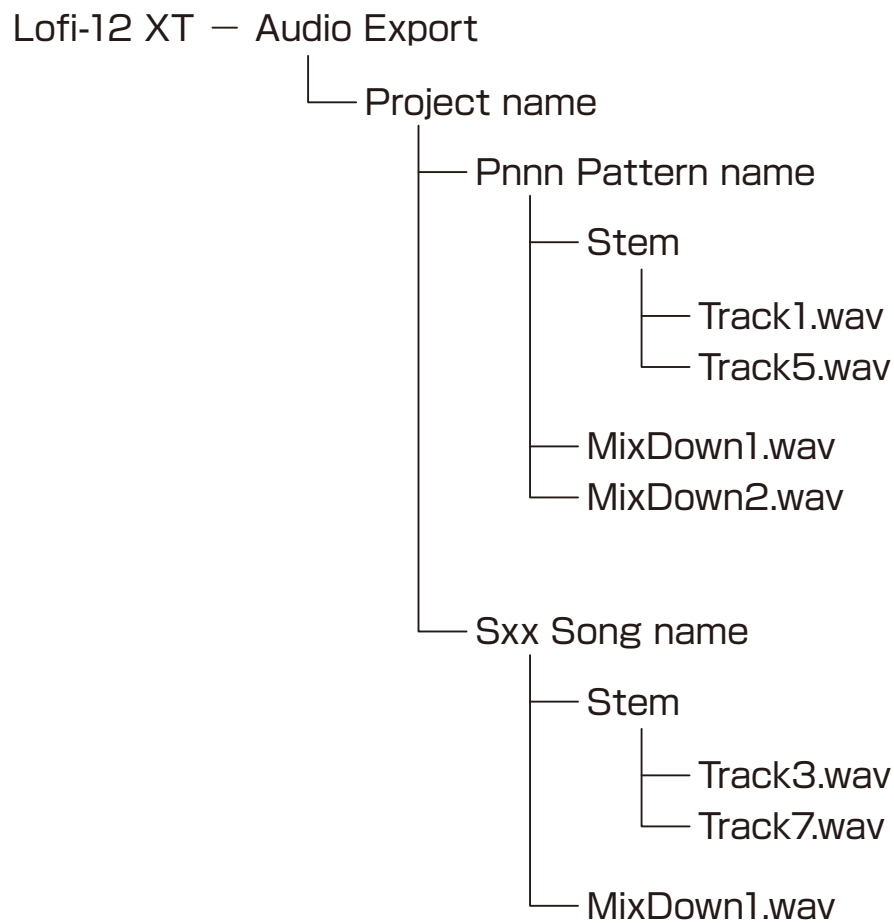 Lofi-12 XT － Audio Export
Project name
Pnnn Pattern name
Stem
Track1.wav
Track5.wav
MixDown1.wav
MixDown2.wav
Sxx Song name
Stem
Track3.wav
Track7.wav
MixDown1.wav